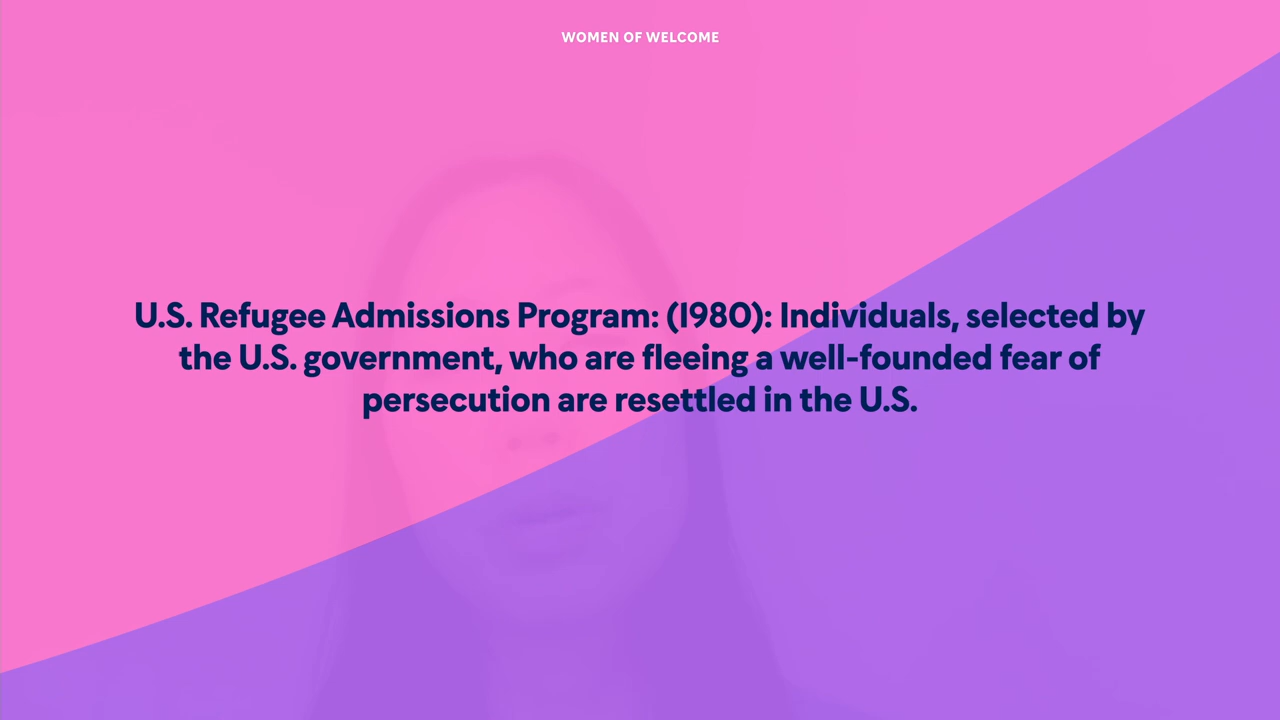 WOMEN OF WELCOME
U.S. Refugee Admissions Program: (1980): Individuals, selected by
the U.S. government, who are fleeing a well-founded fear of
persecution are resettled in the U.S.